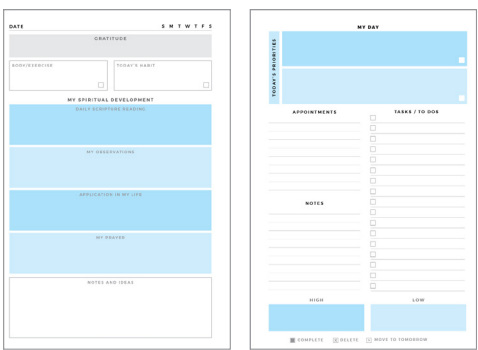 DATE
S M T W T F S
GRATITUDE
BODY/EXERCISE
TODAY'S HABIT
MY SPIRITUAL DEVELOPMENT
DAILY SCRIPTURE READING
MY OBSERVATIONS
APPLICATION IN MY LIFE
MY PRAYER
NOTES AND IDEAS
MY DAY
TODAY'S PRIORITIES
APPOINTMENTS
TASKS / TO DOS
NOTES
HIGH
LOW
COMPLETE
DELETE
MOVE TO TOMORROW